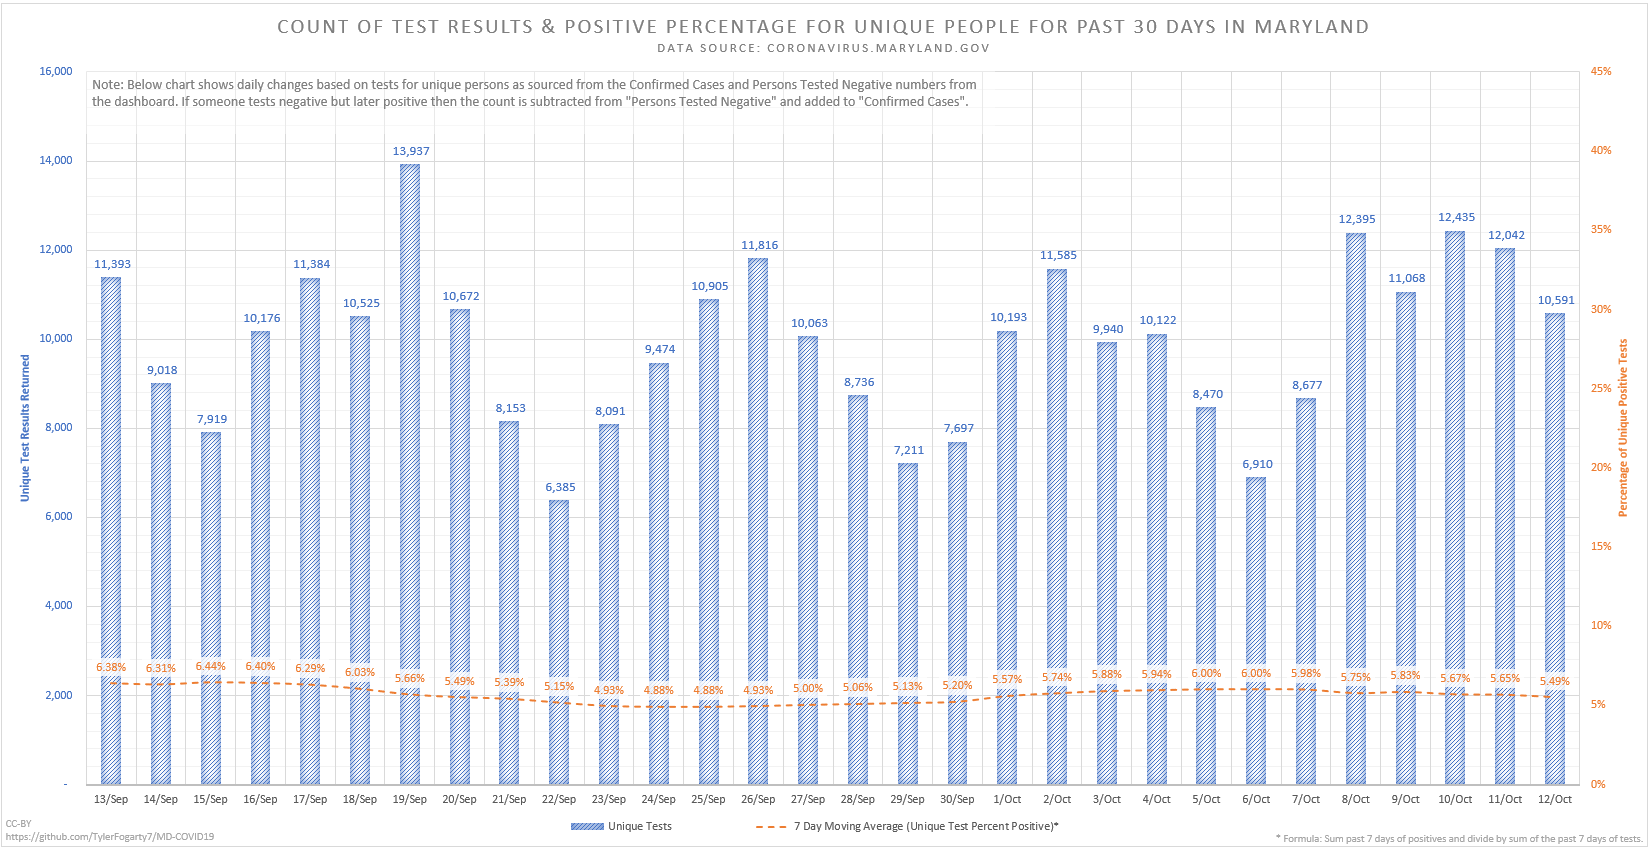 COUNT OF TEST RESULTS & POSITIVE PERCENTAGE FOR UNIQUE PEOPLE FOR PAST 30 DAYS IN MARYLAND
DATA SOURCE: CORONAVIRUS.MARYLAND.GOV
Note: Below chart shows daily changes based on tests for unique persons as sourced from the Confirmed Cases and Persons Tested Negative numbers from
the dashboard. If someone tests negative but later positive then the count is subtracted from "Persons Tested Negative" and added to "Confirmed Cases".
Unique Test Results Returned
16,000
14,000
12,000
10,000
8,000
6,000
4,000
2,000
-
11,393 9,018 7,919 10,176 11,384 10,525 13,937 10,672 8,153 6,385 8,091 9,474 10,905 11,816 10,063 8,736 7,211 7,697 10,193 11,585 9,940 10,122 8,470 6,910 8,677 12,395 11,068 12,435 12,042 10,591
6.38% 6.31% 6.44% 6.40% 6.29% 6.03% 5.66% 5.49% 5.39% 5.15% 4.93% 4.88% 4.88% 4.93% 5.00% 5.06% 5.13% 5.20% 5.57% 5.74% 5.88% 5.94% 6.00% 6.00% 5.98% 5.75% 5.83% 5.67% 5.65% 5.49%
45%
40%
35%
30%
25%
20%
15%
10%
5%
0%
Percentage of Unique Positive Tests
13/Sep 14/Sep 15/Sep 16/Sep 17/Sep 18/Sep 19/Sep 20/Sep 21/Sep 22/Sep 23/Sep 24/Sep 25/Sep 26/Sep 27/Sep 28/Sep 29/Sep 30/Sep 1/Oct 2/Oct 3/Oct 4/Oct 5/Oct 6/Oct 7/Oct 8/Oct 9/Oct 10/Oct 11/Oct 12/Oct
Unique Tests 7 Day Moving Average (Unique Test Percent Positive)*
CC-BY
https://github.com/TylerFogarty7/MD-COVID19
* Formula: Sum past 7 days of positives and divide by sum of the past 7 days of tests.